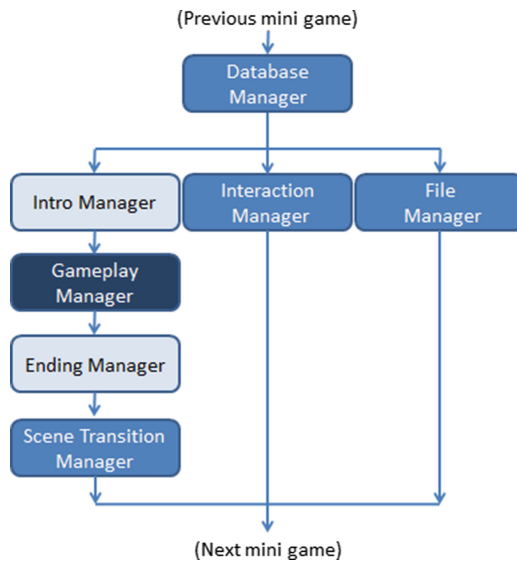 (Previous mini game)
Database
Manager
Intro Manager
Interaction
Manager
File
Manager
Gameplay
Manager
Ending Manager
Scene Transition
Manager
(Next mini game)